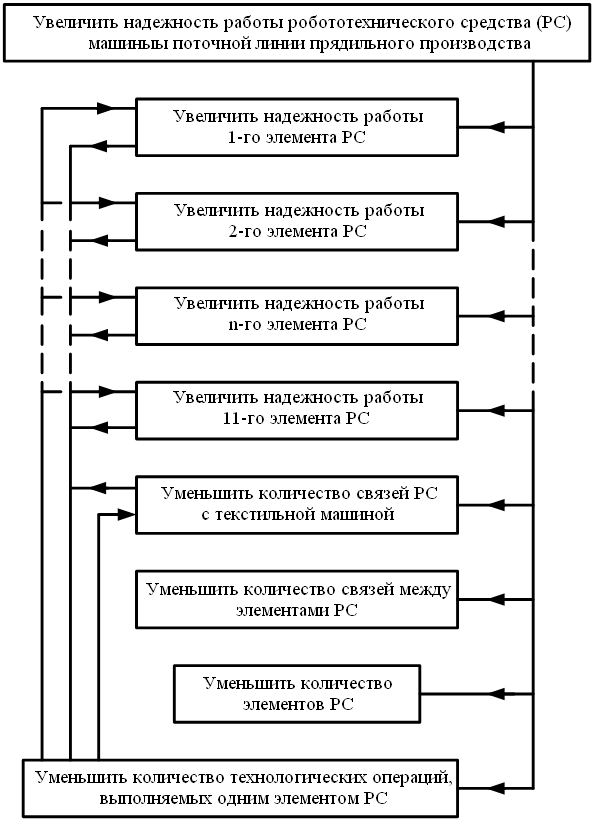 Увеличить надежность работы робототехнического средства (РС)
машиныы поточной линии прядильного производства
Увеличить надежность работы
1-го элемента РС
Увеличить надежность работы
2-го элемента РС
Увеличить надежность работы
n-го элемента РС
Увеличить надежность работы
11-го элемента РС
Уменьшить количество связей РС
с текстильной машиной
Уменьшить количество связей между
элементами РС
Уменьшить количество
элементов РС
Уменьшить количество технологических операций,
выполняемых одним элементом РС